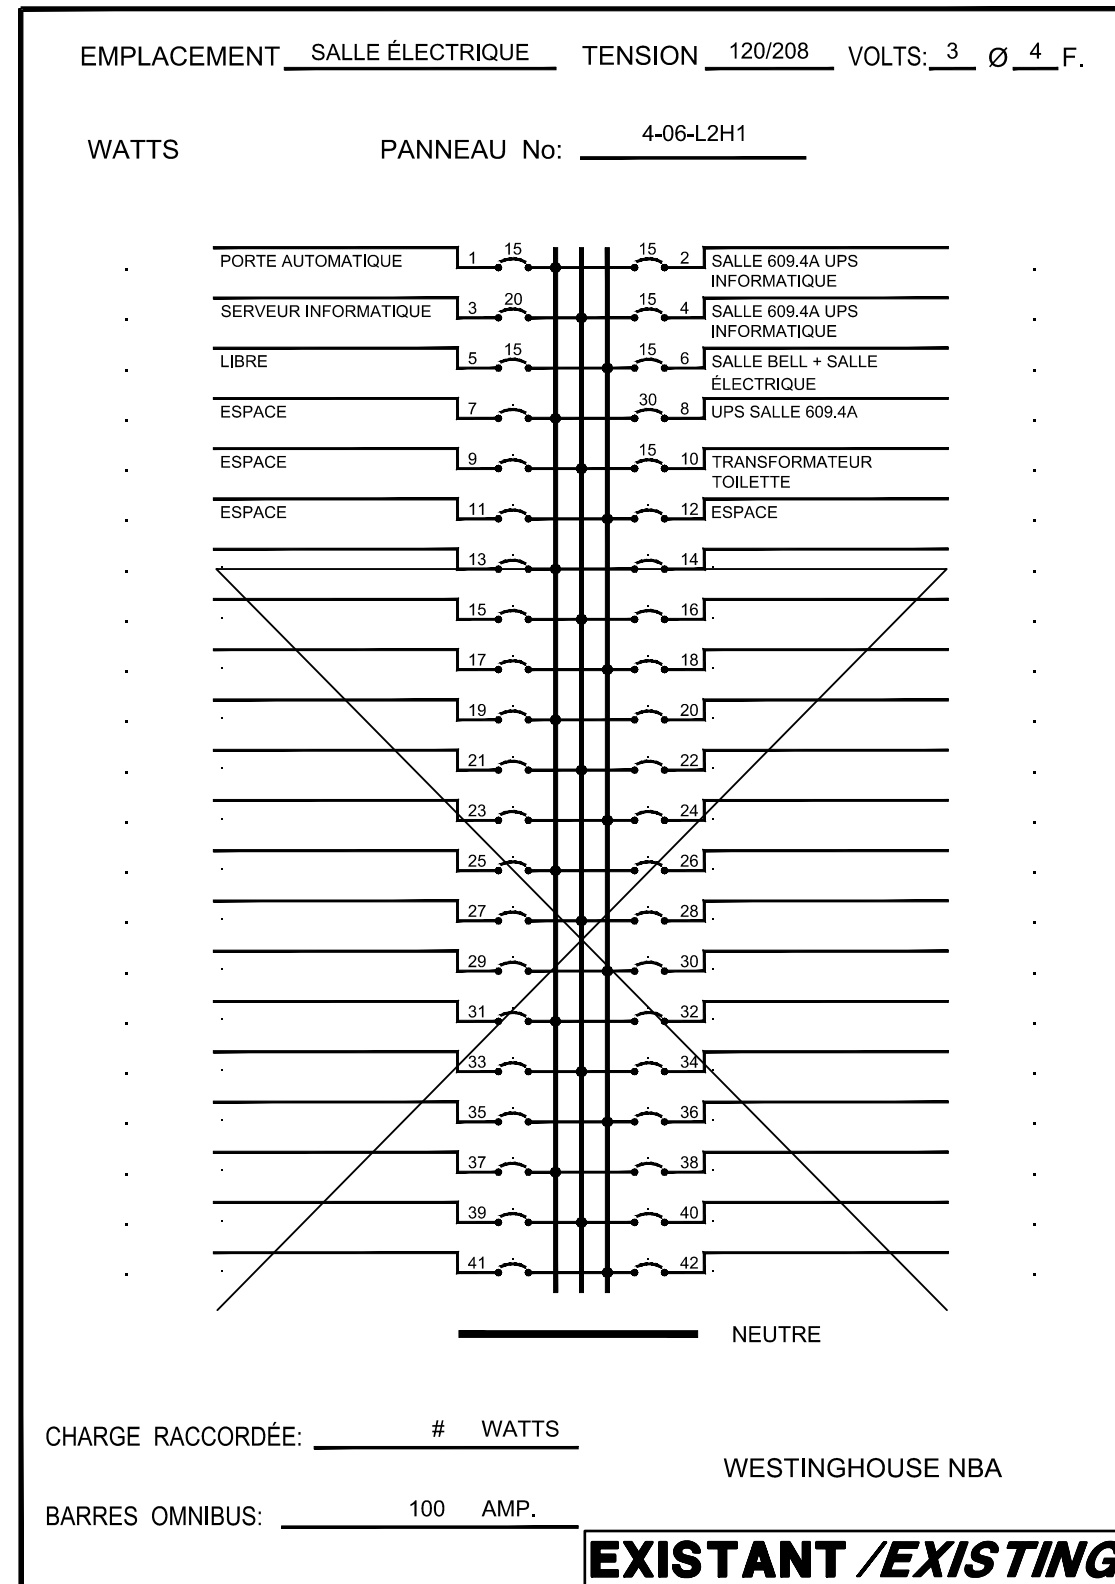 EMPLACEMENT SALLE ÉLECTRIQUE TENSION 120/208 VOLTS: 3 Ø 4 F.
WATTS PANNEAU No: 4-06-L2H1
PORTE AUTOMATIQUE 1 15 15 2 SALLE 609.4A UPS
INFORMATIQUE
SERVEUR INFORMATIQUE 3 20 15 4 SALLE 609.4A UPS
INFORMATIQUE
LIBRE 5 15 15 6 SALLE BELL + SALLE
ÉLECTRIQUE
ESPACE 7 30 8 UPS SALLE 609.4A
ESPACE 9 15 10 TRANSFORMATEUR
TOILETTE
ESPACE 11 12 ESPACE
13 14
15 16
17 18
19 20
21 22
23 24
25 26
27 28
29 30
31 32
33 34
35 36
37 38
39 40
41 42
NEUTRE
CHARGE RACCORDÉE: # WATTS
WESTINGHOUSE NBA
BARRES OMNIBUS: 100 AMP.
EXISTANT /EXISTING